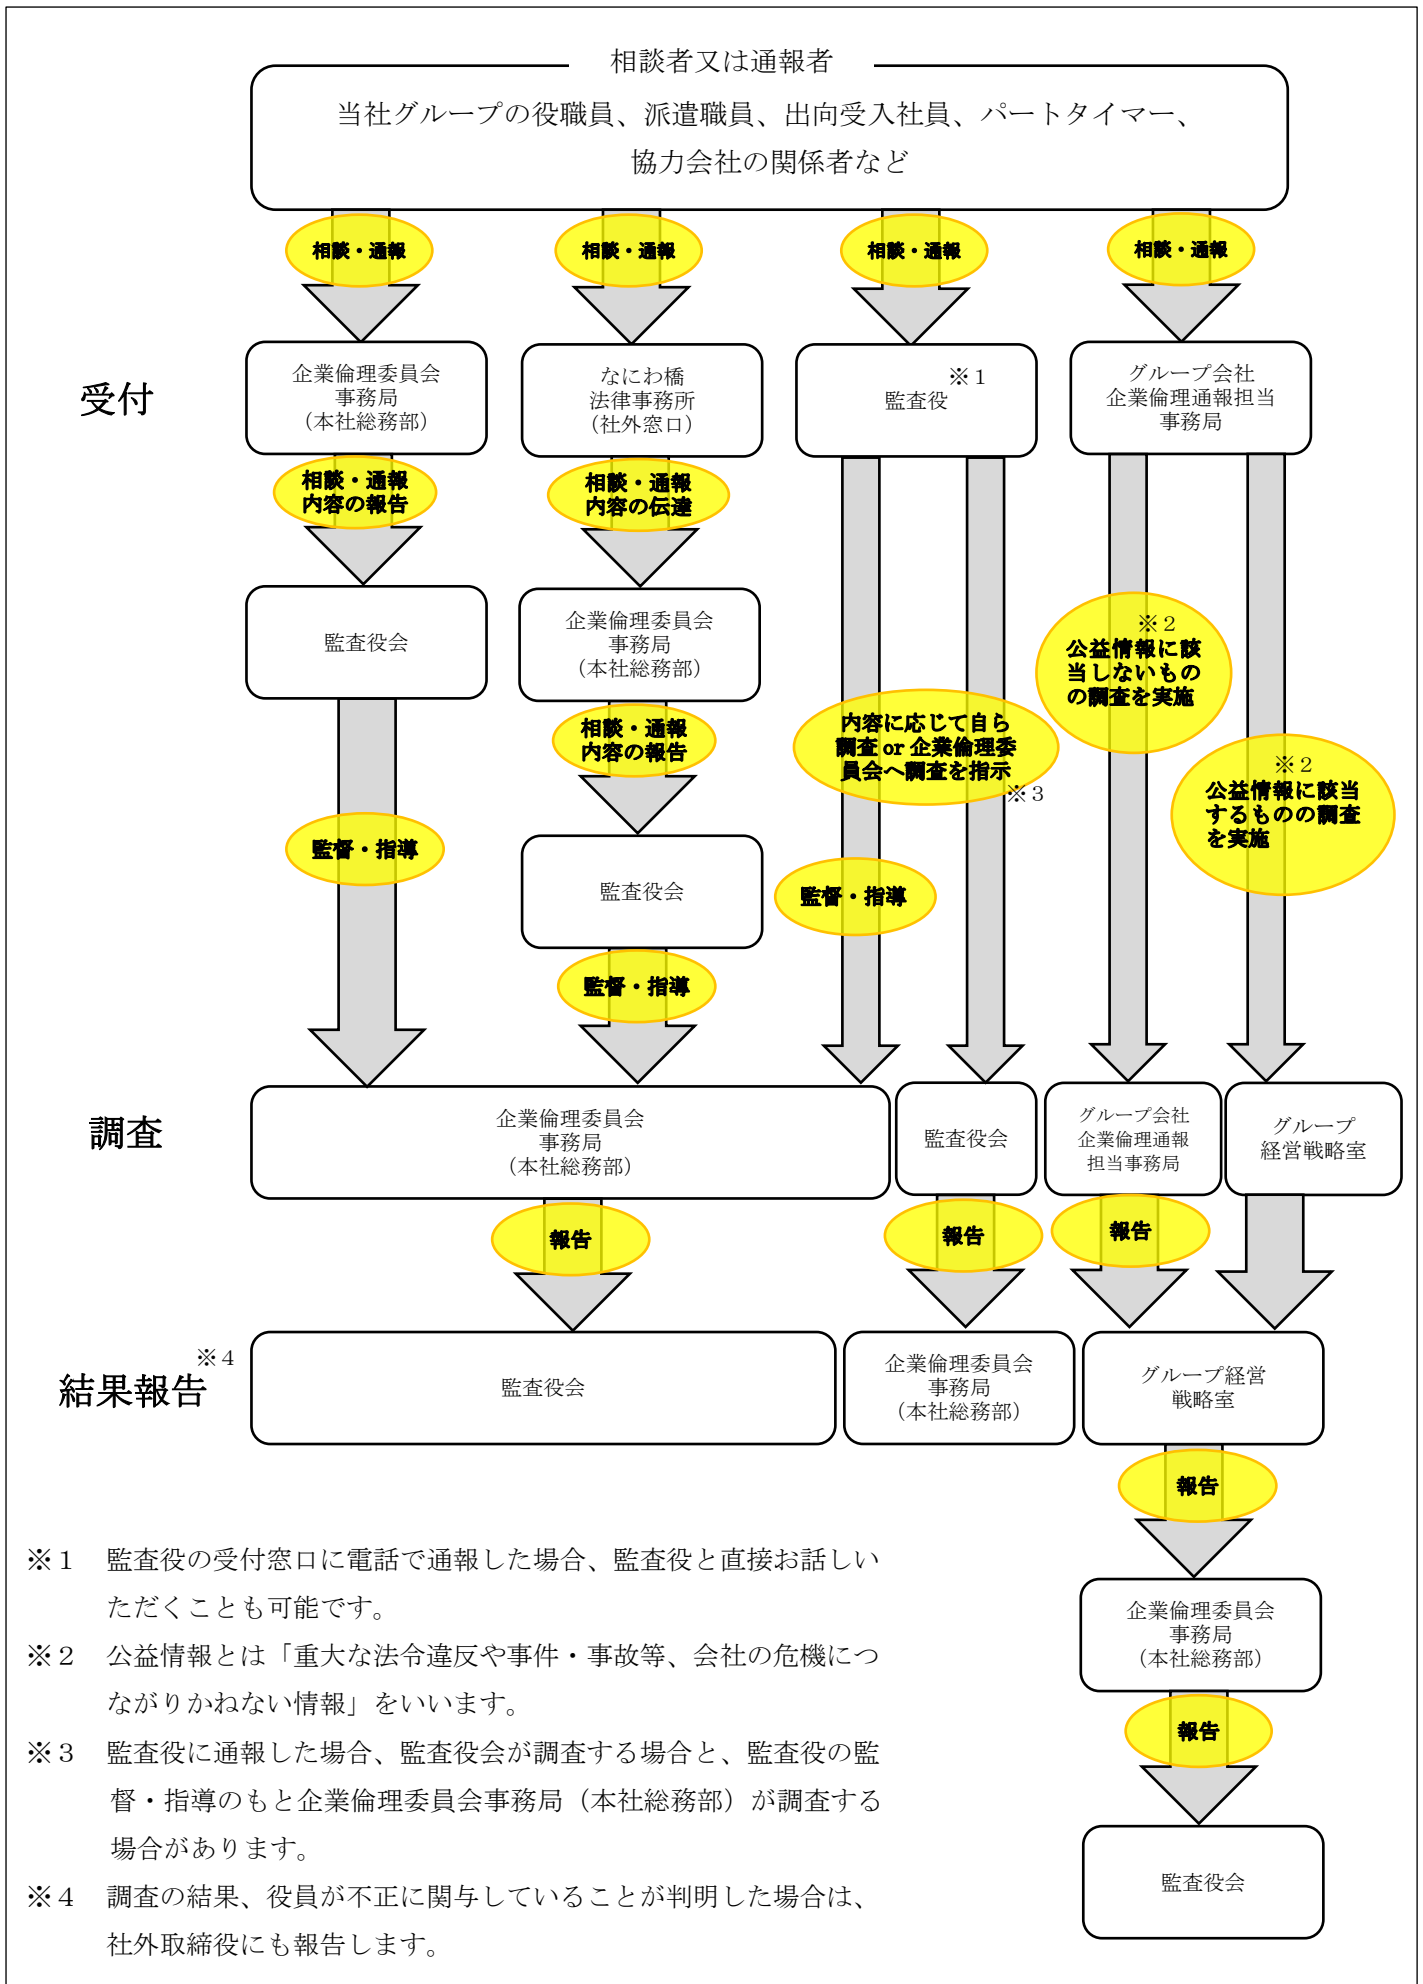 相談者又は通報者
当社グループの役職員、派遣職員、出向受入社員、パートタイマー、
協力会社の関係者など
相談・通報
相談・通報
相談・通報
相談・通報
受付
企業倫理委員会
事務局
（本社総務部）
なにわ橋
法律事務所
（社外窓口）
※１
監査役
グループ会社
企業倫理通報担当
事務局
相談・通報
内容の報告
相談・通報
内容の伝達
監査役会
企業倫理委員会
事務局
（本社総務部）
※２
公益情報に該
当しないもの
の調査を実施
相談・通報
内容の報告
内容に応じて自ら
調査 or 企業倫理委
員会へ調査を指示
※３
※２
公益情報に該当
するものの調査
を実施
監督・指導
監査役会
監督・指導
監督・指導
調査
企業倫理委員会
事務局
（本社総務部）
監査役会
グループ会社
企業倫理通報
担当事務局
グループ
経営戦略室
報告
報告
報告
結果報告
※４
監査役会
企業倫理委員会
事務局
（本社総務部）
グループ経営
戦略室
報告
企業倫理委員会
事務局
（本社総務部）
報告
監査役会
※１　監査役の受付窓口に電話で通報した場合、監査役と直接お話しい
ただくことも可能です。
※２　公益情報とは「重大な法令違反や事件・事故等、会社の危機につ
ながりかねない情報」をいいます。
※３　監査役に通報した場合、監査役会が調査する場合と、監査役の監
督・指導のもと企業倫理委員会事務局（本社総務部）が調査する
場合があります。
※４　調査の結果、役員が不正に関与していることが判明した場合は、
社外取締役にも報告します。